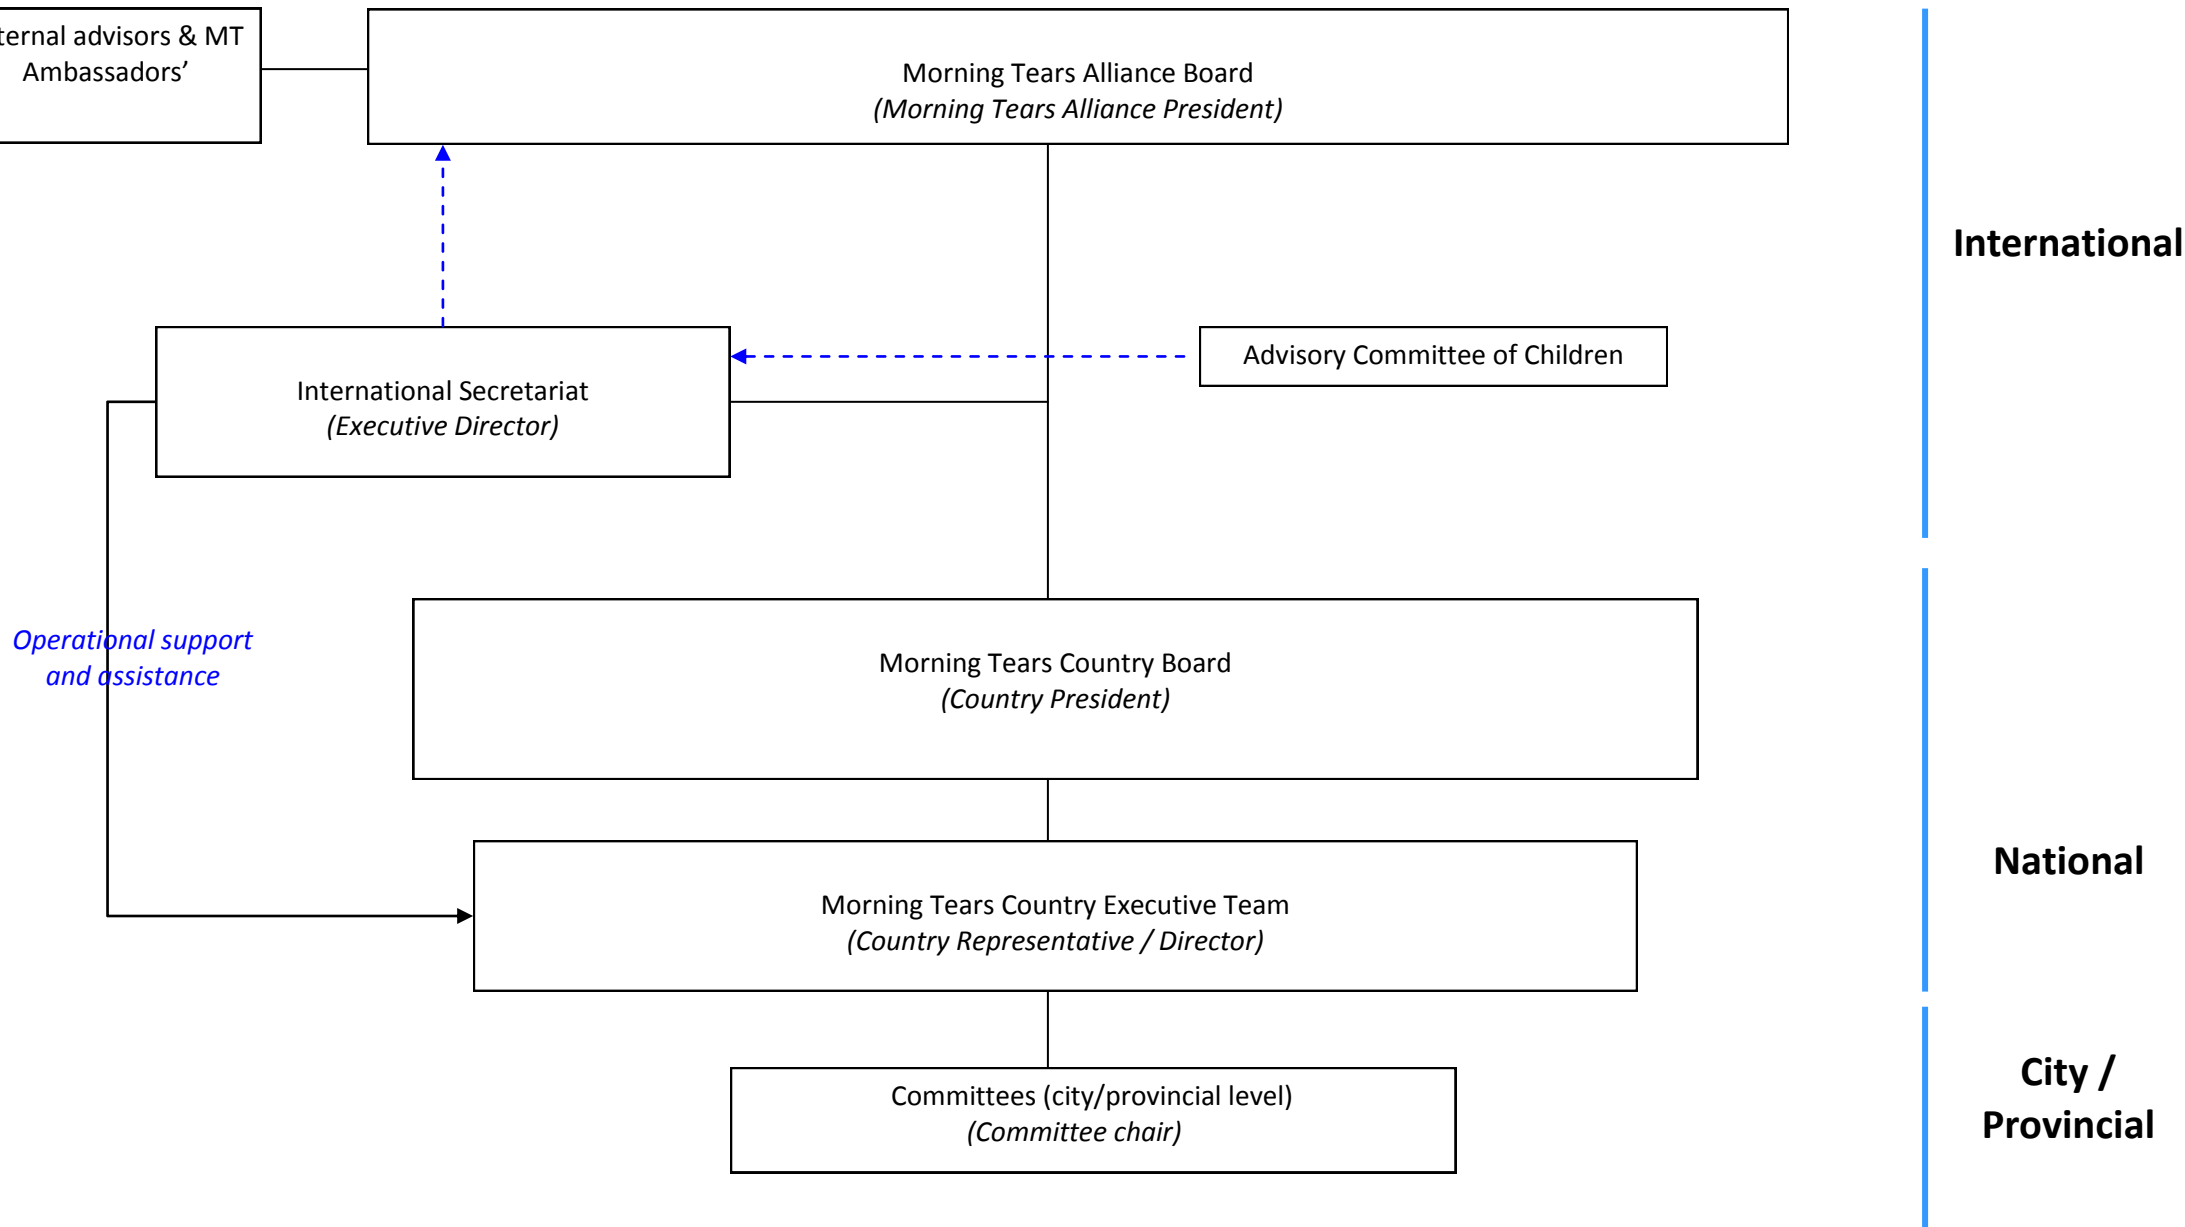 ternal advisors & MT
Ambassadors’
Morning Tears Alliance Board
(Morning Tears Alliance President)
International
Advisory Committee of Children
International Secretariat
(Executive Director)
Operational support
and assistance
Morning Tears Country Board
(Country President)
National
Morning Tears Country Executive Team
(Country Representative / Director)
City /
Provincial
Committees (city/provincial level)
(Committee chair)